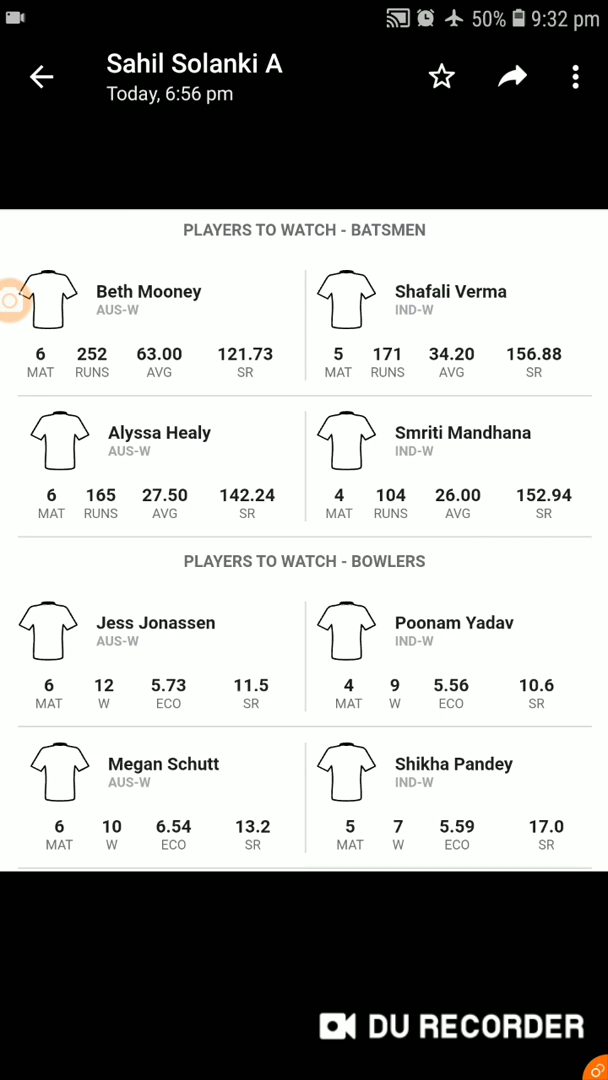 50% 9:32 pm
Sahil Solanki A
Today, 6:56 pm
PLAYERS TO WATCH - BATSMEN
Beth Mooney
AUS-W
6 252 63.00 121.73
MAT RUNS AVG SR
Shafali Verma
IND-W
5 171 34.20 156.88
MAT RUNS AVG SR
Alyssa Healy
AUS-W
6 165 27.50 142.24
MAT RUNS AVG SR
Smriti Mandhana
IND-W
4 104 26.00 152.94
MAT RUNS AVG SR
PLAYERS TO WATCH - BOWLERS
Jess Jonassen
AUS-W
6 12 5.73 11.5
MAT W ECO SR
Poonam Yadav
IND-W
4 9 5.56 10.6
MAT W ECO SR
Megan Schutt
AUS-W
6 10 6.54 13.2
MAT W ECO SR
Shikha Pandey
IND-W
5 7 5.59 17.0
MAT W ECO SR
DU RECORDER